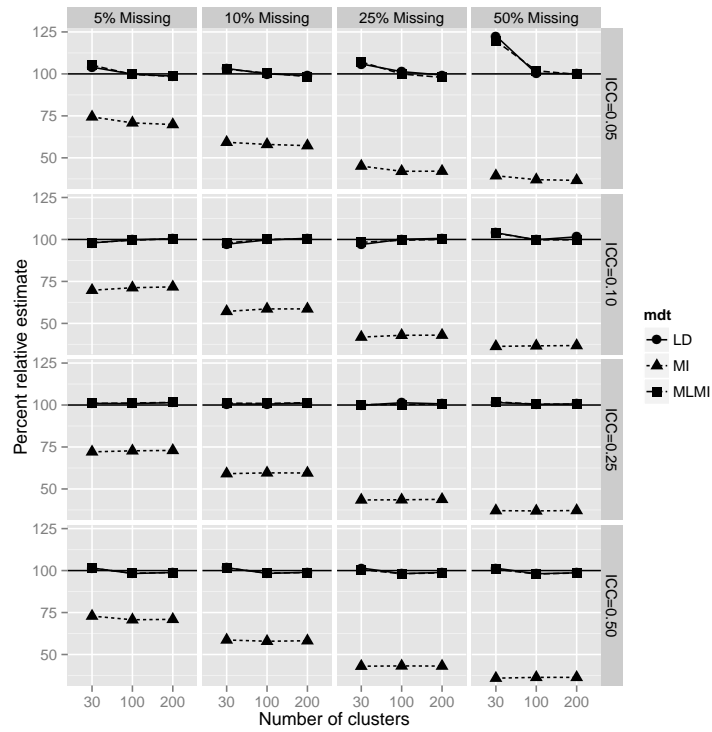 5% Missing 10% Missing 25% Missing 50% Missing
125
100
75
50
ICC=0.05
125
100
75
50
ICC=0.10
125
100
75
50
ICC=0.25
125
100
75
50
ICC=0.50
Percent relative estimate
30 100 200 30 100 200 30 100 200 30 100 200
Number of clusters
mdt
LD
MI
MLMI